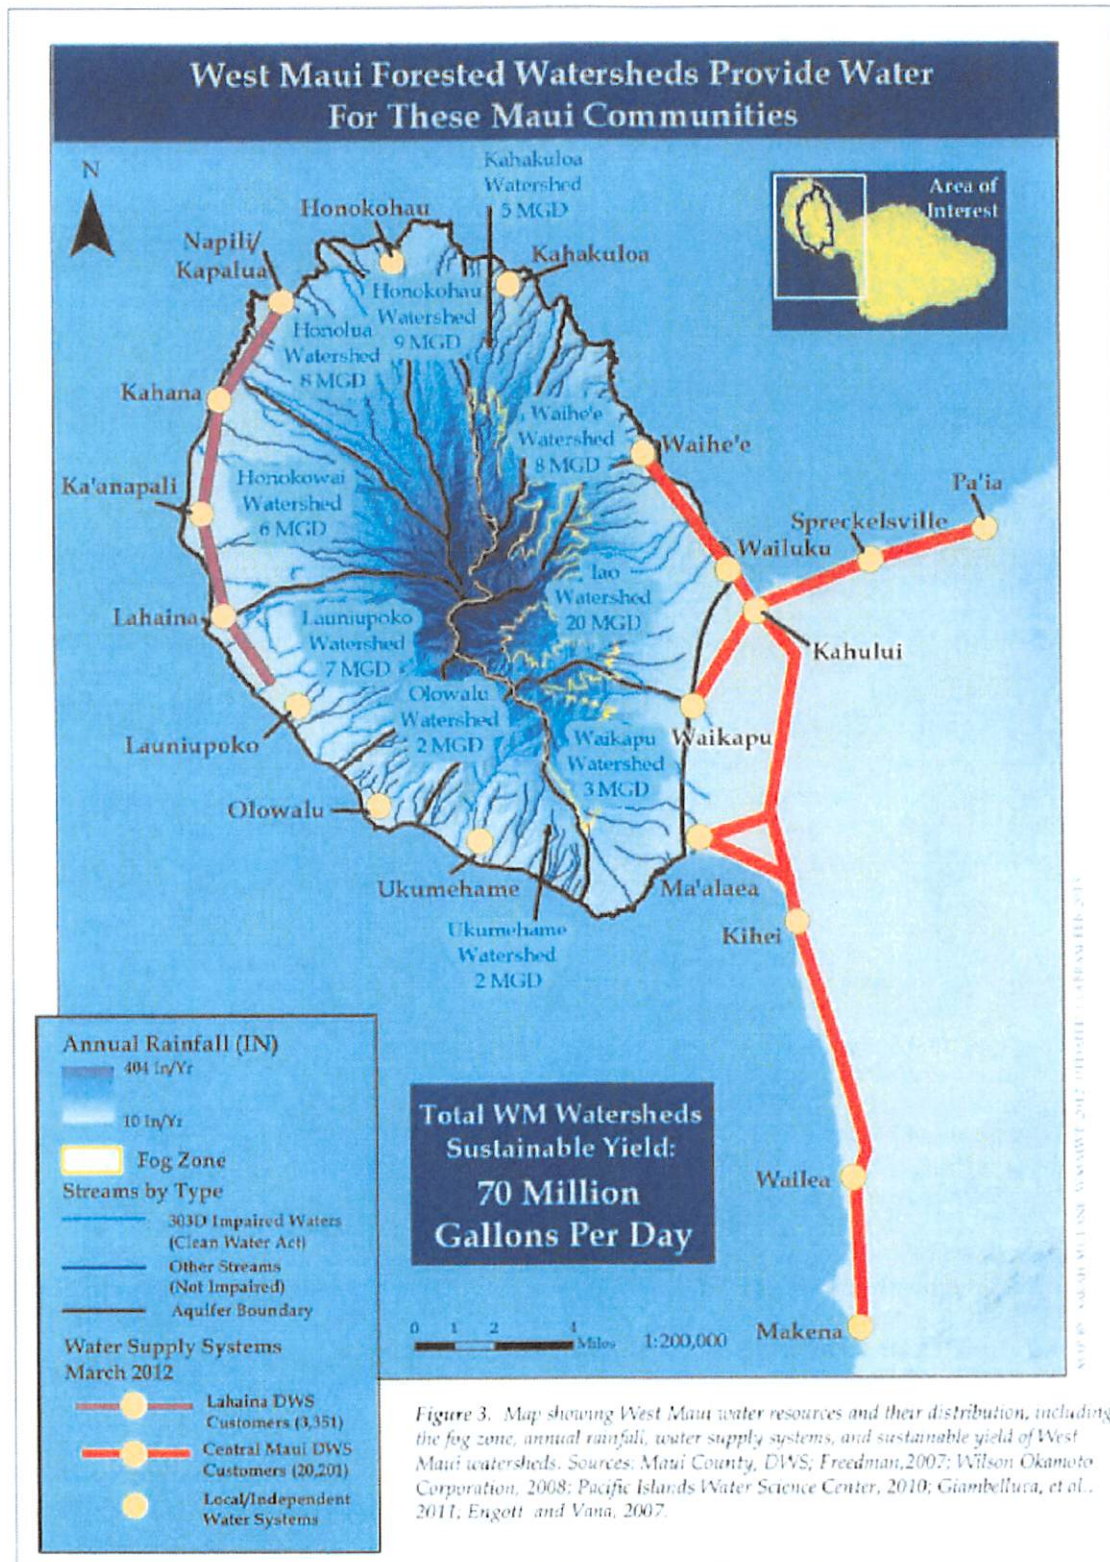 West Maui Forested Watersheds Provide Water
For These Maui Communities
N
Kahakuloa
Watershed
5 MGD
Area of
Interest
Honokohau
Napili/
Kapalua
Kahakuloa
Honokohau
Watershed
9 MGD
Honolua
Watershed
8 MGD
Kahana
Waihe'e
Watershed
8 MGD
Waihe'e
Ka'anapali
Honokowai
Watershed
6 MGD
Pa'ia
Spreckelsville
Wailuku
Iao
Watershed
20 MGD
Lahaina
Launiupoko
Watershed
7 MGD
Kahului
Olowalu
Watershed
2 MGD
Launiupoko
Waikapu
Watershed
3 MGD
Waikapu
Olowalu
Ukumehame
Ma'alaea
Ukumehame
Watershed
2 MGD
Kihei
Annual Rainfall (IN)
404 In/Yr
10 In/Yr
Fog Zone
Streams by Type
303D Impaired Waters
(Clean Water Act)
Other Streams
(Not Impaired)
Aquifer Boundary
Water Supply Systems
March 2012
Lahaina DWS
Customers (3,351)
Central Maui DWS
Customers (20,201)
Local/Independent
Water Systems
Total WM Watersheds
Sustainable Yield:
70 Million
Gallons Per Day
Wailea
0 1 2 4
Miles 1:200,000
Makena
Figure 3. Map showing West Maui water resources and their distribution, including
the fog zone, annual rainfall, water supply systems, and sustainable yield of West
Maui watersheds. Sources: Maui County, DWS; Freedman,2007; Wilson Okamoto
Corporation, 2008; Pacific Islands Water Science Center, 2010; Giambelluca, et al.,
2011; Engott and Vana, 2007.